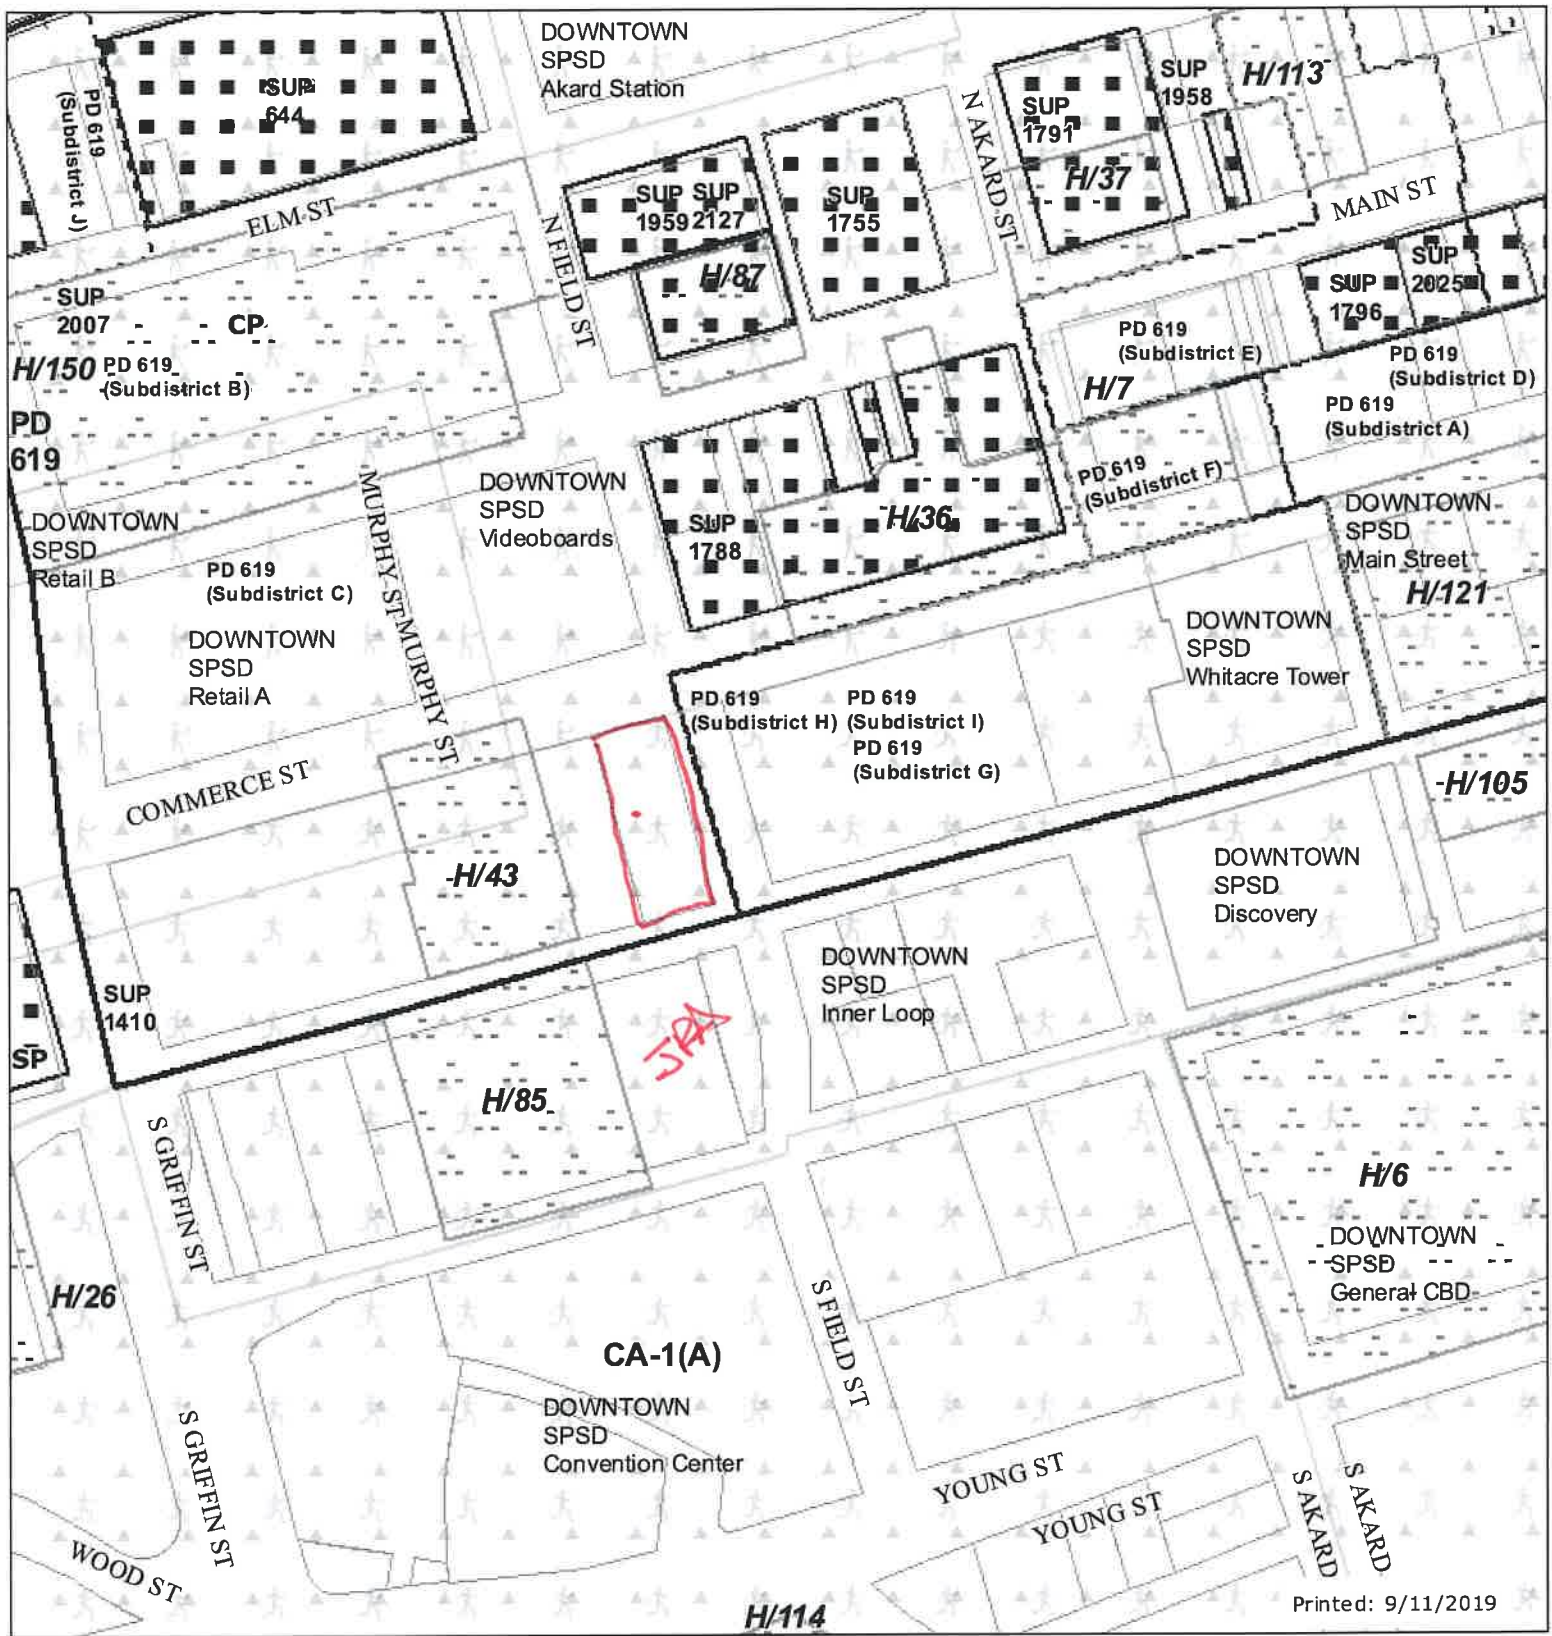 DOWNTOWN
SPSD
Akard Station
PD 619
(Subdistrict J)
SUP
644
N AKARD ST
SUP
1791
SUP
1958
H/113
H/37
MAIN ST
ELM ST
N FIELD ST
SUP
1959
SUP
2127
SUP
1755
H/87
SUP
2007
CP
H/150
PD 619
(Subdistrict B)
PD
619
PD 619
(Subdistrict E)
H/7
SUP
1796
SUP
2025
PD 619
(Subdistrict D)
PD 619
(Subdistrict A)
PD 619
(Subdistrict F)
DOWNTOWN
SPSD
Retail B
MURPHY ST
DOWNTOWN
SPSD
Videoboards
SUP
1788
H/36
DOWNTOWN
SPSD
Main Street
H/121
PD 619
(Subdistrict C)
DOWNTOWN
SPSD
Retail A
MURPHY ST
DOWNTOWN
SPSD
Whitacre Tower
PD 619
(Subdistrict H)
PD 619
(Subdistrict I)
PD 619
(Subdistrict G)
COMMERCE ST
H/105
H/43
DOWNTOWN
SPSD
Discovery
DOWNTOWN
SPSD
Inner Loop
SUP
1410
SP
H/85
S GRIFFIN ST
H/6
DOWNTOWN
SPSD
General CBD
H/26
S FIELD ST
CA-1(A)
DOWNTOWN
SPSD
Convention Center
S GRIFFIN ST
YOUNG ST
YOUNG ST
S AKARD
S AKARD
WOOD ST
H/114
Printed: 9/11/2019